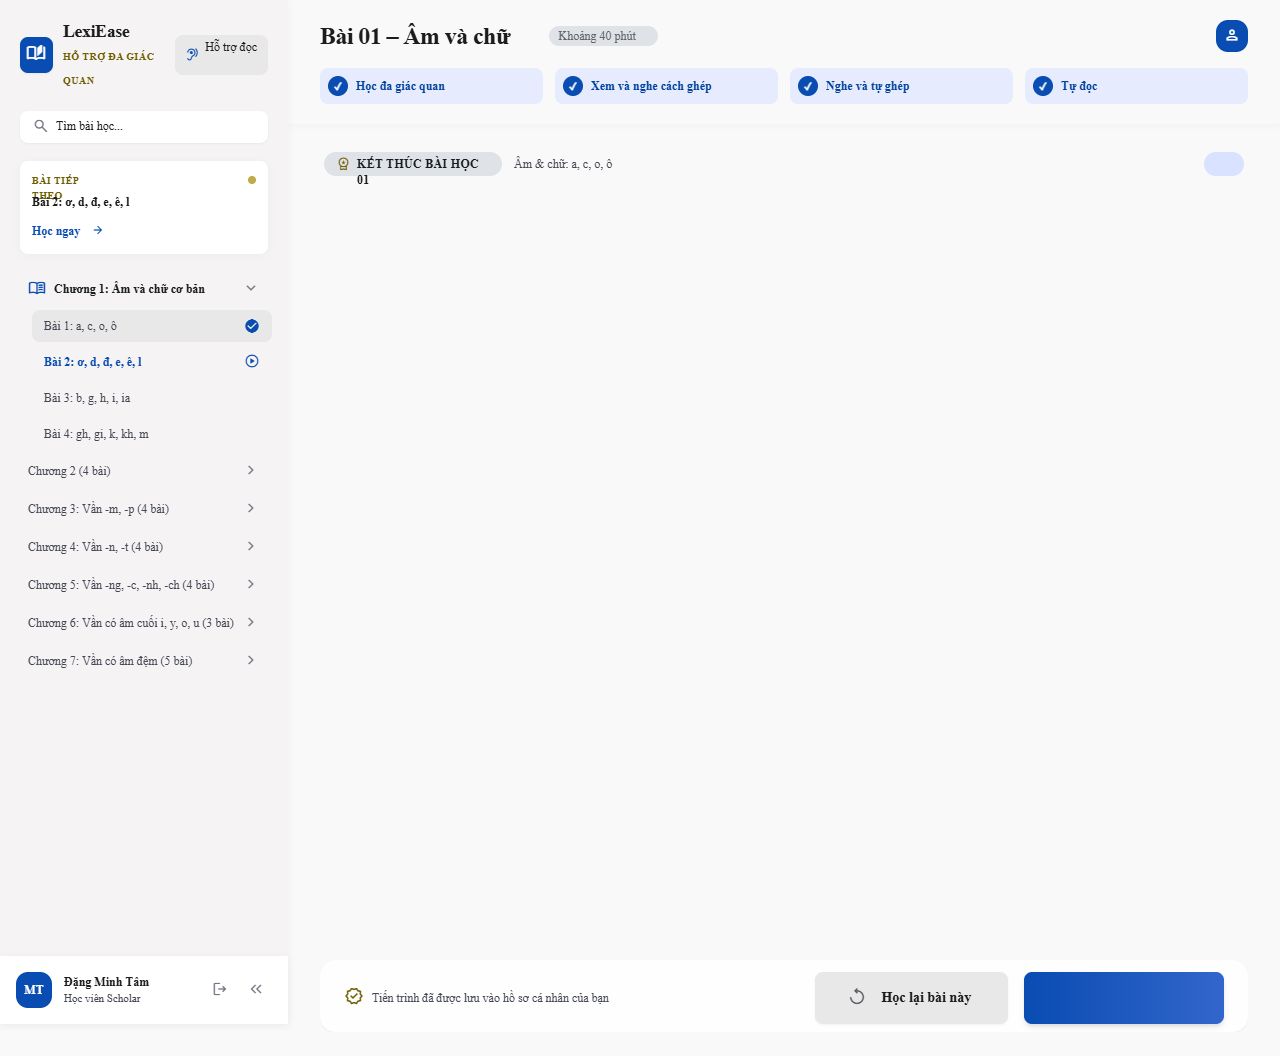 LexiEase
HỖ TRỢ ĐA GIÁC
QUAN
Hỗ trợ đọc
Tìm bài học...
BÀI TIẾP
THEO
Bài 2: ơ, d, đ, e, ê, l
Học ngay
Chương 1: Âm và chữ cơ bản
Bài 1: a, c, o, ô
Bài 2: ơ, d, đ, e, ê, l
Bài 3: b, g, h, i, ia
Bài 4: gh, gi, k, kh, m
Chương 2 (4 bài)
Chương 3: Vần -m, -p (4 bài)
Chương 4: Vần -n, -t (4 bài)
Chương 5: Vần -ng, -c, -nh, -ch (4 bài)
Chương 6: Vần có âm cuối i, y, o, u (3 bài)
Chương 7: Vần có âm đệm (5 bài)
MT
Đặng Minh Tâm
Học viên Scholar
Bài 01 – Âm và chữ
Khoảng 40 phút
Học đa giác quan
Xem và nghe cách ghép
Nghe và tự ghép
Tự đọc
KẾT THÚC BÀI HỌC
01
Âm & chữ: a, c, o, ô
Tiến trình đã được lưu vào hồ sơ cá nhân của bạn
Học lại bài này